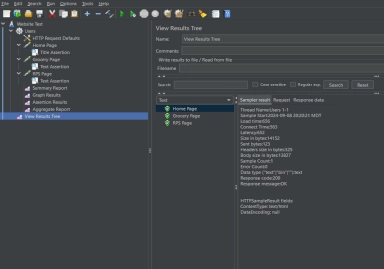 File Edit Search Run Options Tools Help
Website Test
Users
HTTP Request Defaults
Home Page
Title Assertion
Grocery Page
Text Assertion
RPS Page
Text Assertion
Summary Report
Graph Results
Assertion Results
Aggregate Report
View Results Tree
View Results Tree
Name: View Results Tree
Comments:
Write results to file / Read from file
Filename
Search: Case sensitive Regular exp. Search Reset
Text
Home Page
Grocery Page
RPS Page
Sampler result Request Response data
Thread Name:Users 1-1
Sample Start:2024-09-08 20:20:21 MDT
Load time:656
Connect Time:563
Latency:652
Size in bytes:14152
Sent bytes:123
Headers size in bytes:325
Body size in bytes:13827
Sample Count:1
Error Count:0
Data type ("text"|"bin"|""):text
Response code:200
Response message:OK
HTTPSampleResult fields:
ContentType: text/html
DataEncoding: null